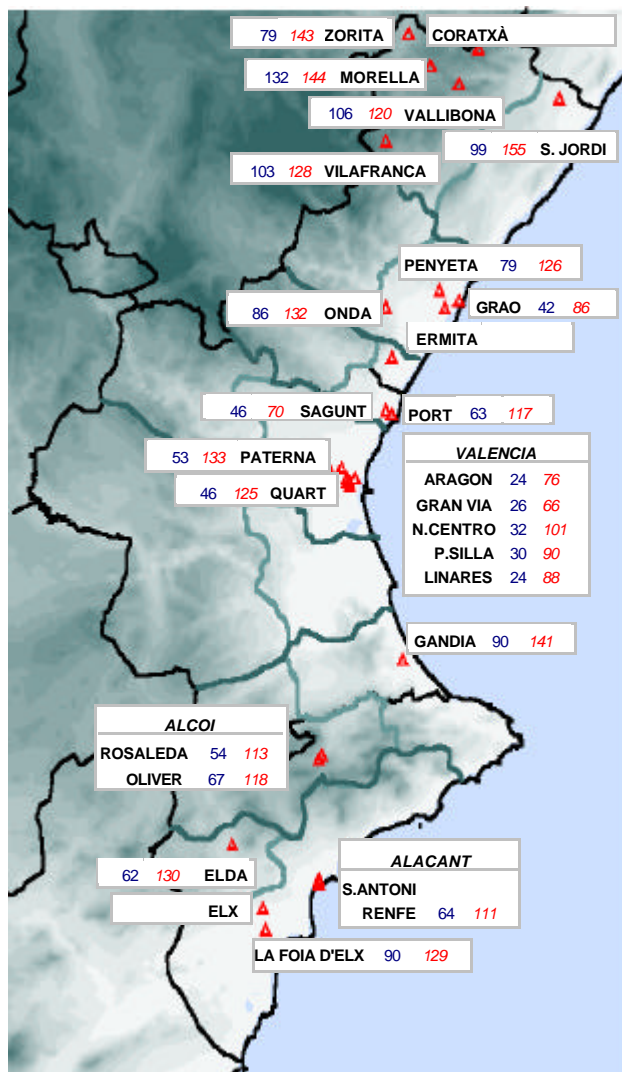 79 143 ZORITA
CORATXÀ
132 144 MORELLA
106 120 VALLIBONA
99 155 S. JORDI
103 128 VILAFRANCA
PENYETA 79 126
86 132 ONDA
GRAO 42 86
ERMITA
46 70 SAGUNT
PORT 63 117
53 133 PATERNA
46 125 QUART
VALENCIA
ARAGON 24 76
GRAN VIA 26 66
N.CENTRO 32 101
P.SILLA 30 90
LINARES 24 88
GANDIA 90 141
ALCOI
ROSALEDA 54 113
OLIVER 67 118
62 130 ELDA
ELX
ALACANT
S.ANTONI
RENFE 64 111
LA FOIA D'ELX 90 129